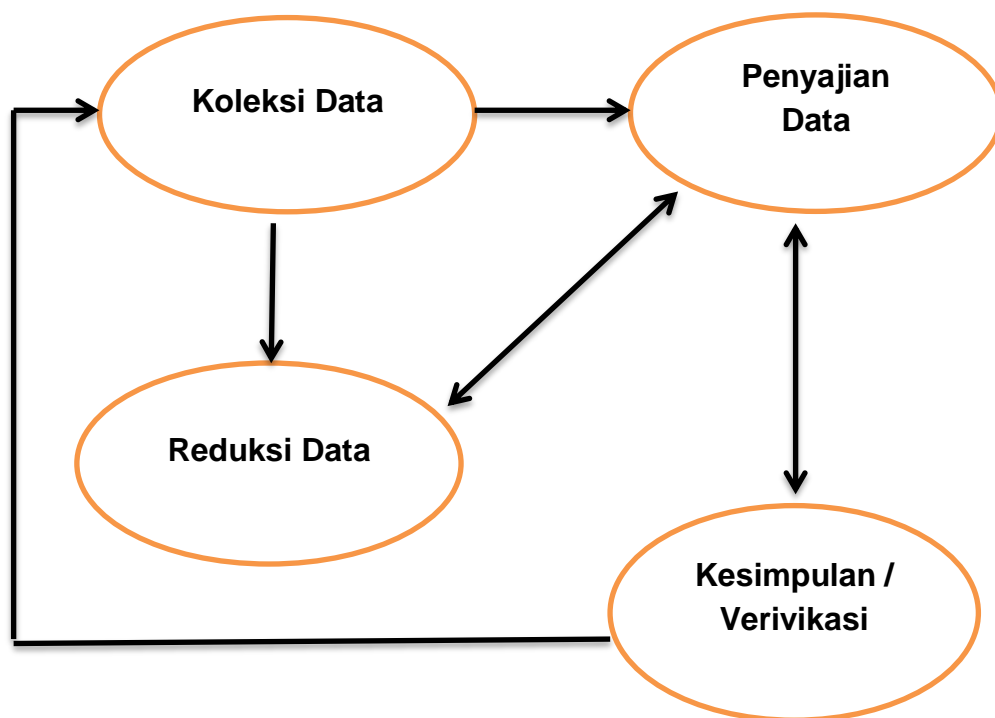 Koleksi Data
Penyajian
Data
Reduksi Data
Kesimpulan /
Verivikasi